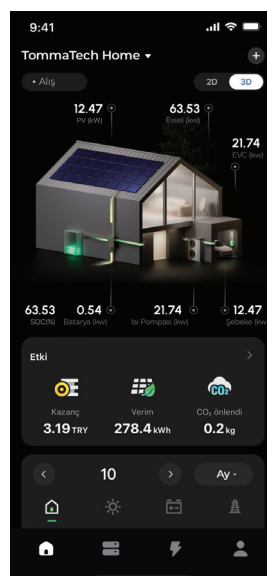 9:41
TommaTech Home
• Alış
2D 3D
12.47
PV (kW)
63.53
Evsel (kw)
21.74
EVC (kw)
63.53
SOC(%)
0.54
Batarya (kw)
21.74
Isı Pompası (kw)
12.47
Şebeke (kw
Etki
Kazanç
3.19 TRY
Verim
278.4 kWh
CO₂
CO₂ önlendi
0.2 kg
10
Ay